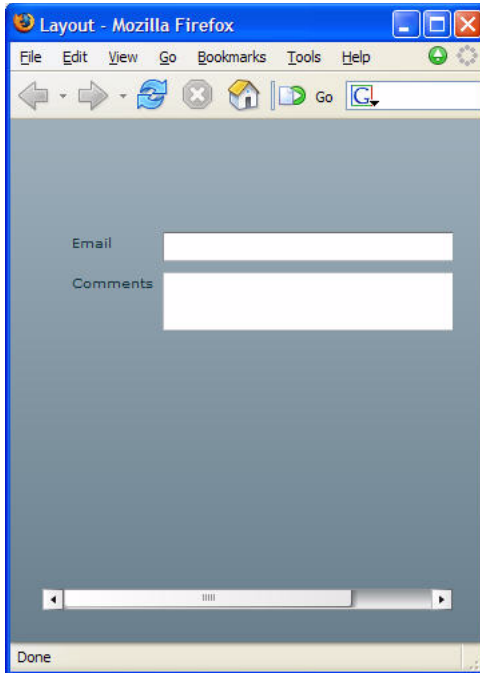 Layout - Mozilla Firefox
File Edit View Go Bookmarks Tools Help
Go G
Email
Comments
Done